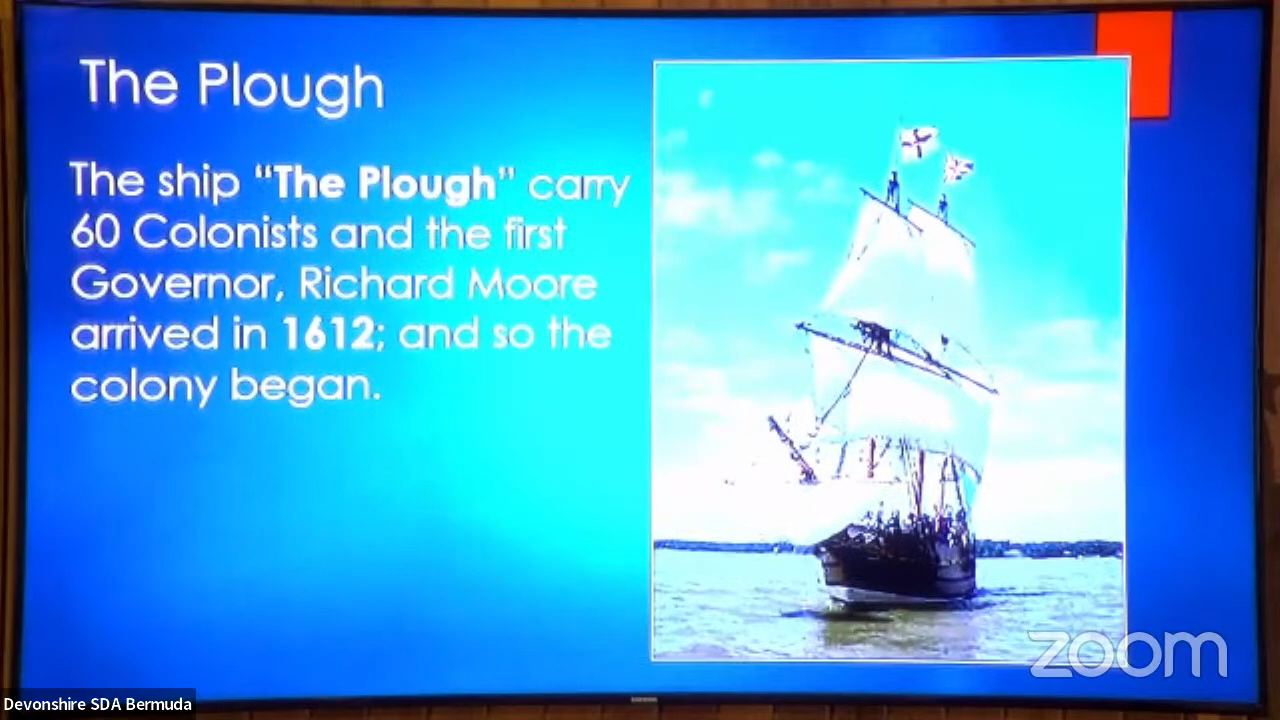 The Plough
The ship “The Plough” carry
60 Colonists and the first
Governor, Richard Moore
arrived in 1612; and so the
colony began.
zoom
Devonshire SDA Bermuda